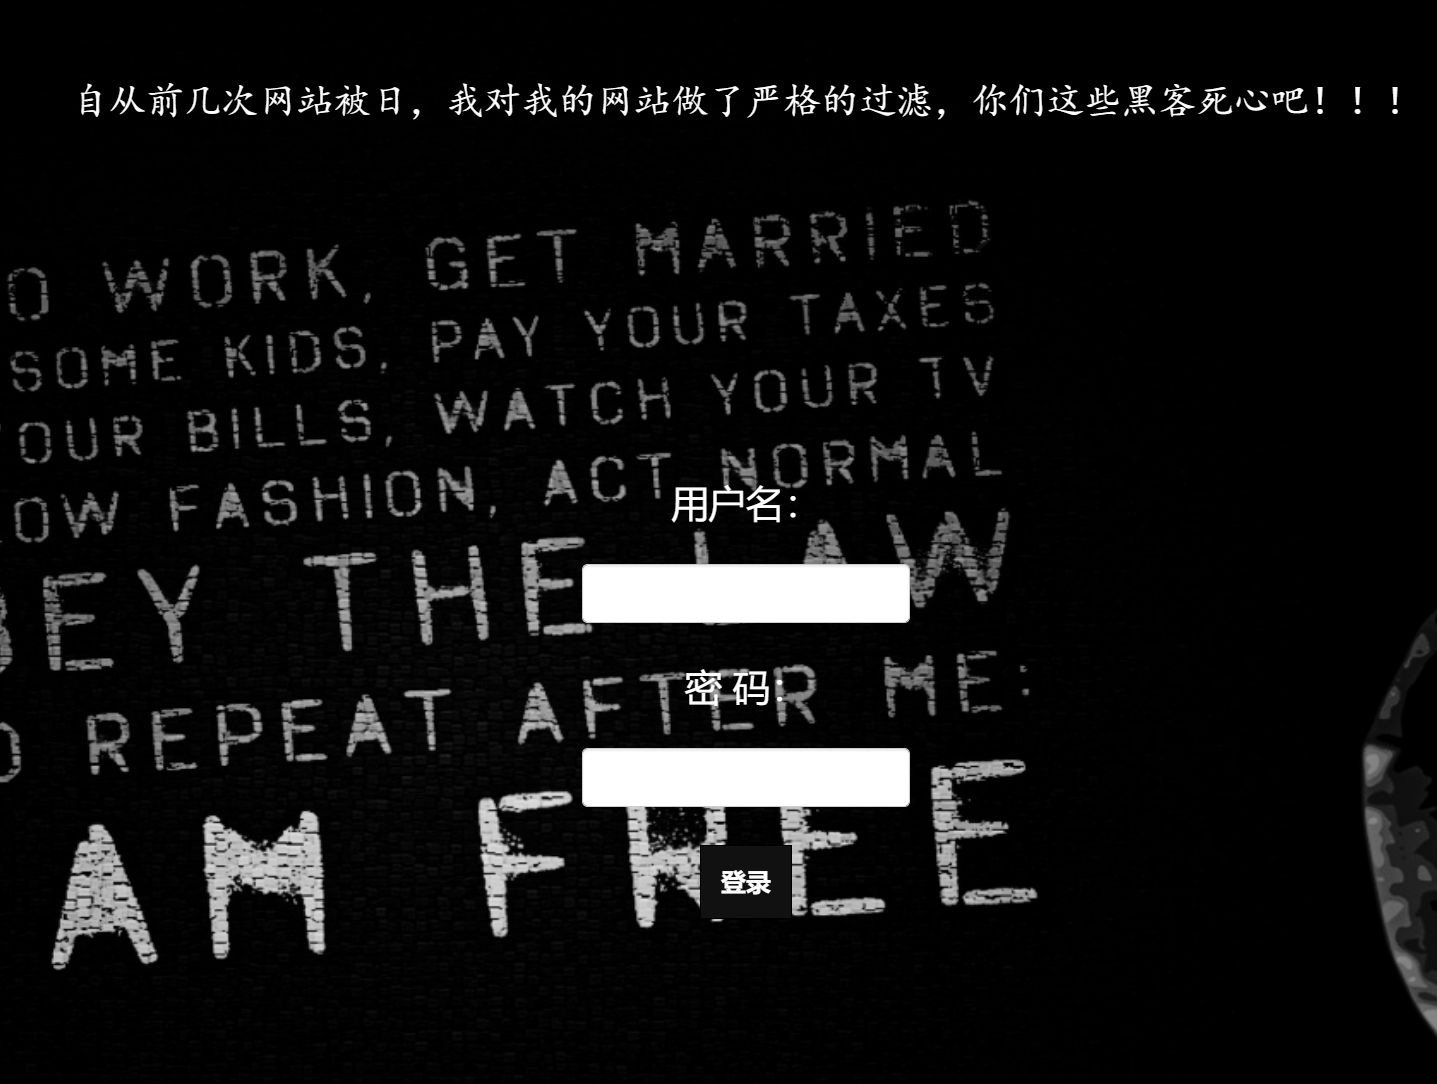 自从前几次网站被日，我对我的网站做了严格的过滤，你们这些黑客死心吧！！！
O WORK, GET MARRIED
SOME KIDS, PAY YOUR TAXES
YOUR BILLS, WATCH YOUR TV
LOW FASHION, ACT NORMAL
BEY THE LAW
D REPEAT AFTER ME:
AM FREE
用户名：
密 码：
登录